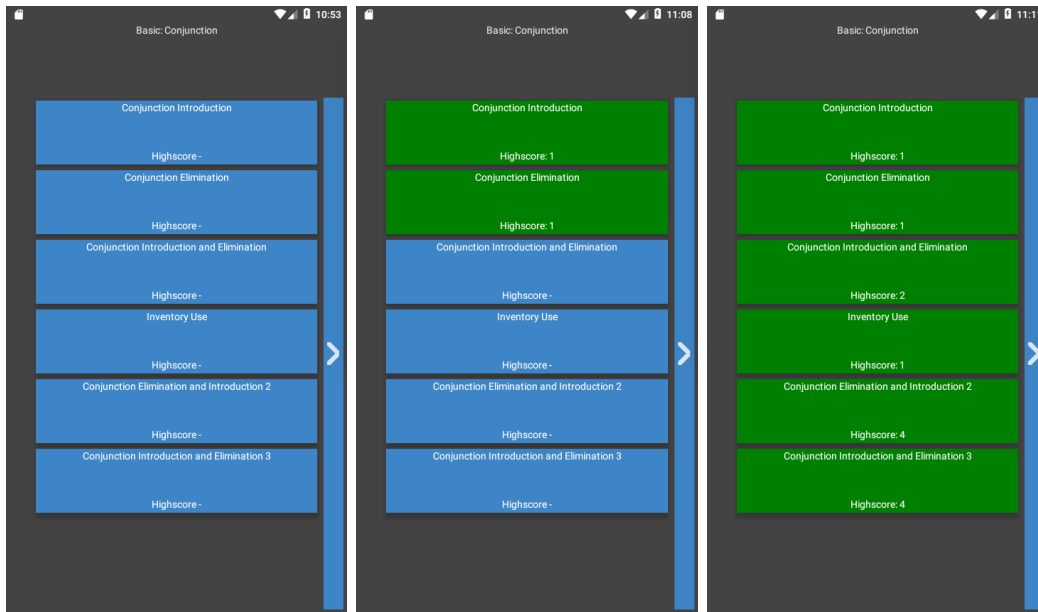 10:53
Basic: Conjunction
Conjunction Introduction
Highscore -
Conjunction Elimination
Highscore -
Conjunction Introduction and Elimination
Highscore -
Inventory Use
Highscore -
Conjunction Elimination and Introduction 2
Highscore -
Conjunction Introduction and Elimination 3
Highscore -
11:08
Basic: Conjunction
Conjunction Introduction
Highscore: 1
Conjunction Elimination
Highscore: 1
Conjunction Introduction and Elimination
Highscore -
Inventory Use
Highscore -
Conjunction Elimination and Introduction 2
Highscore -
Conjunction Introduction and Elimination 3
Highscore -
Basic: Conjunction
Conjunction Introduction
Highscore: 1
Conjunction Elimination
Highscore: 1
Conjunction Introduction and Elimination
Highscore: 2
Inventory Use
Highscore: 1
Conjunction Elimination and Introduction 2
Highscore: 4
Conjunction Introduction and Elimination 3
Highscore: 4